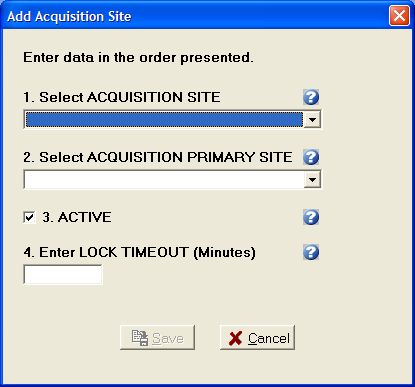 Add Acquisition Site
Enter data in the order presented.
1. Select ACQUISITION SITE
2. Select ACQUISITION PRIMARY SITE
3. ACTIVE
4. Enter LOCK TIMEOUT (Minutes)
Save Cancel